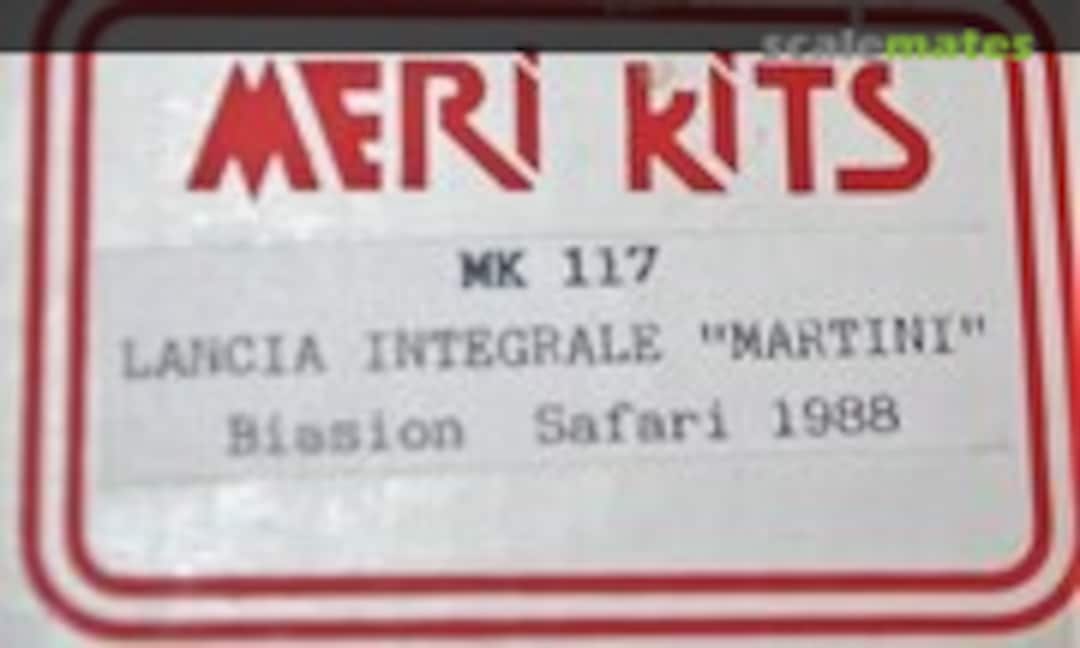 scalemates
MERI KITS
MK 117
LANCIA INTEGRALE "MARTINI"
Biasion Safari 1988